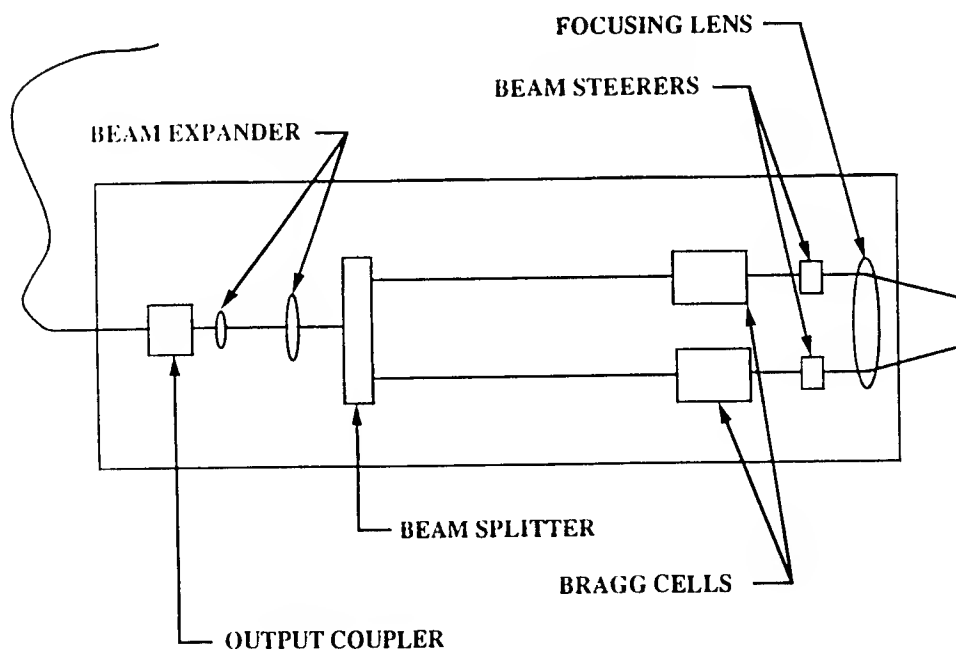 FOCUSING LENS
BEAM STEERERS
BEAM EXPANDER
BEAM SPLITTER
BRAGG CELLS
OUTPUT COUPLER